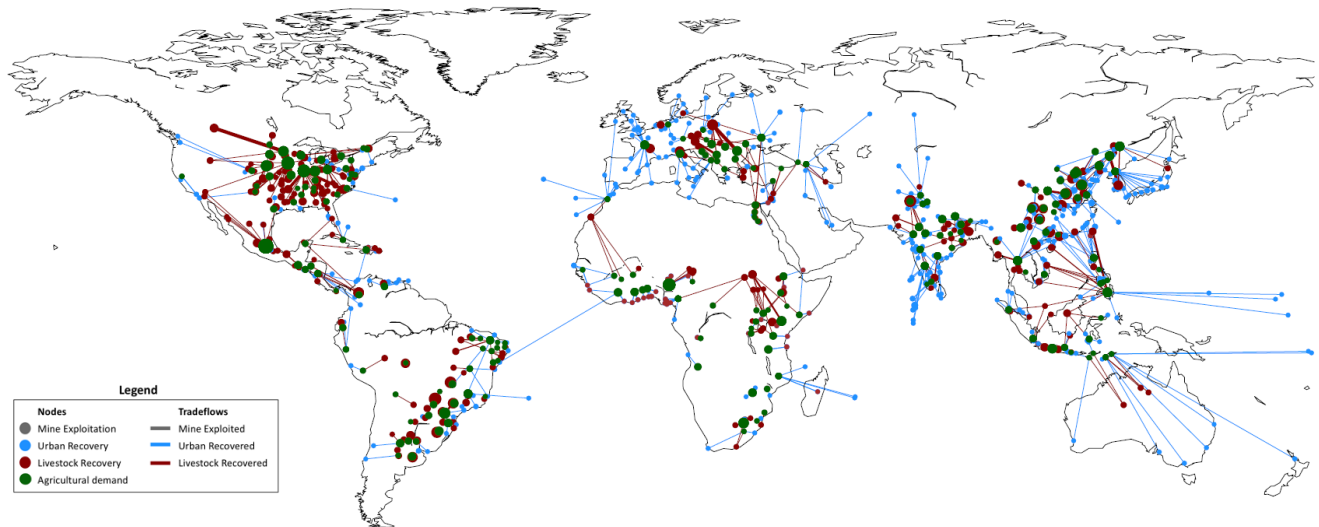 Legend
Nodes Tradeflows
Mine Exploitation Mine Exploited
Urban Recovery Urban Recovered
Livestock Recovery Livestock Recovered
Agricultural demand